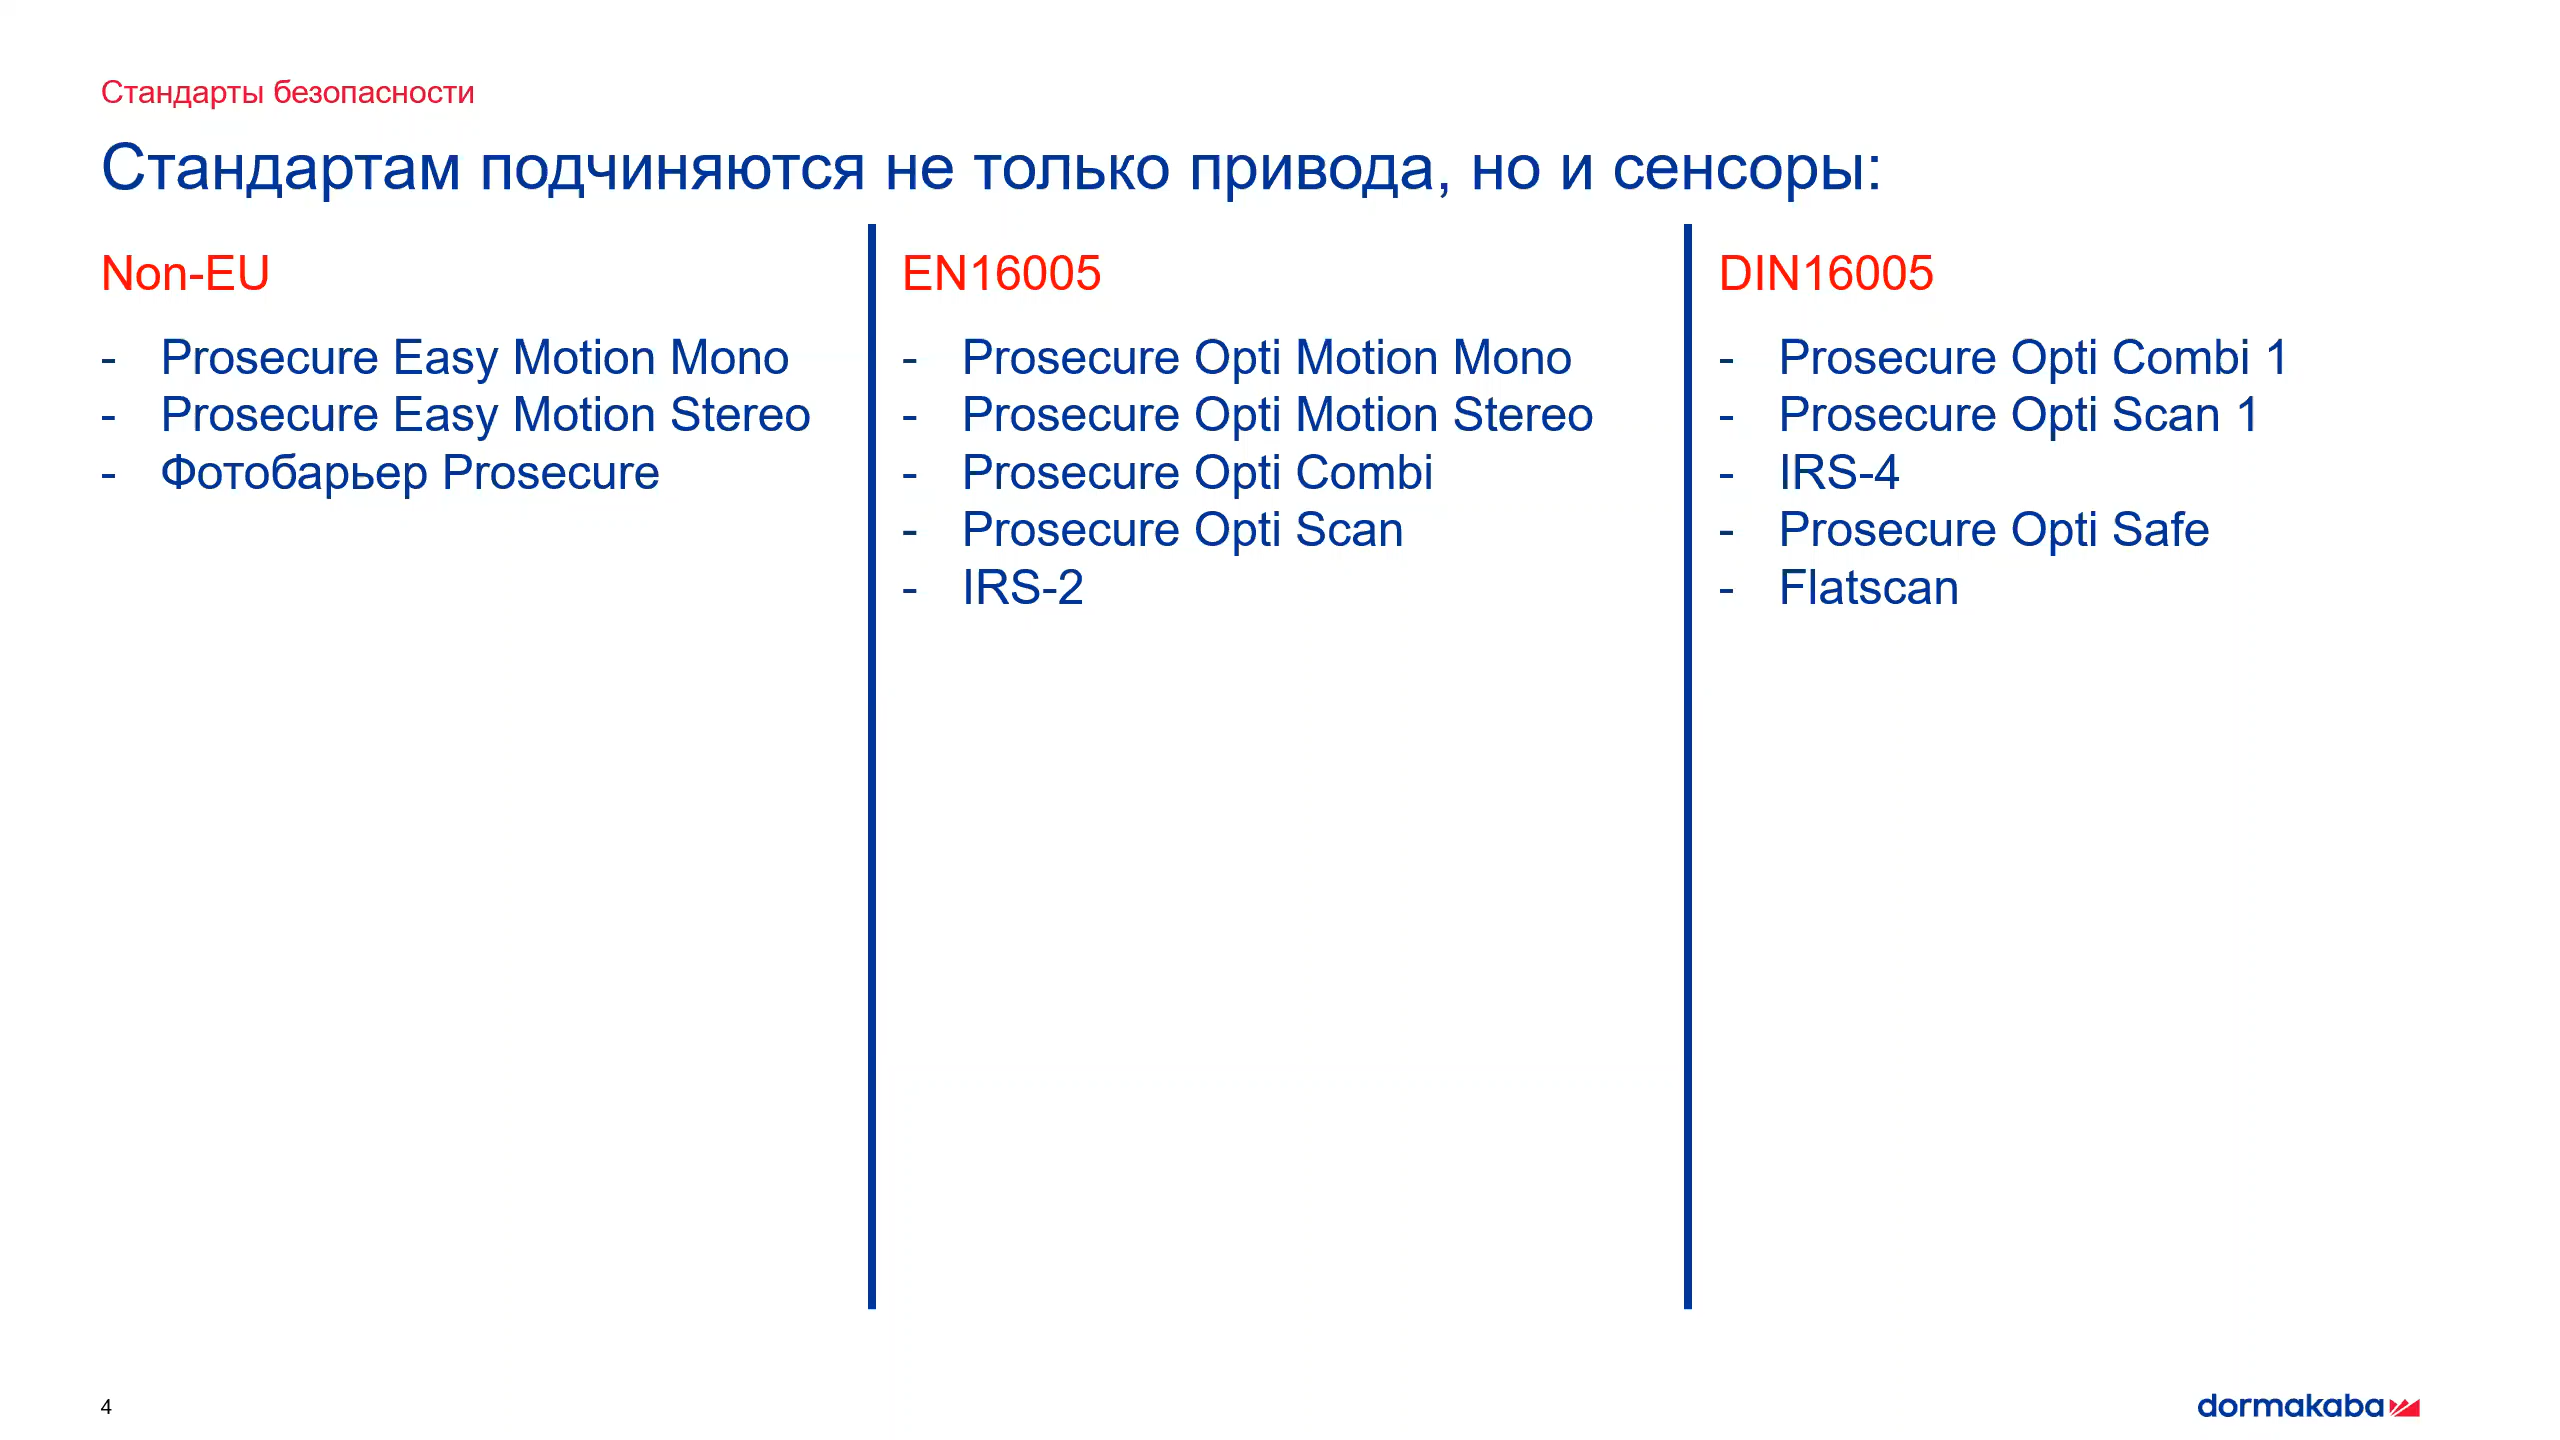 Стандарты безопасности
Стандартам подчиняются не только привода, но и сенсоры:
Non-EU
- Prosecure Easy Motion Mono
- Prosecure Easy Motion Stereo
- Фотобарьер Prosecure
EN16005
- Prosecure Opti Motion Mono
- Prosecure Opti Motion Stereo
- Prosecure Opti Combi
- Prosecure Opti Scan
- IRS-2
DIN16005
- Prosecure Opti Combi 1
- Prosecure Opti Scan 1
- IRS-4
- Prosecure Opti Safe
- Flatscan
4
dormakaba